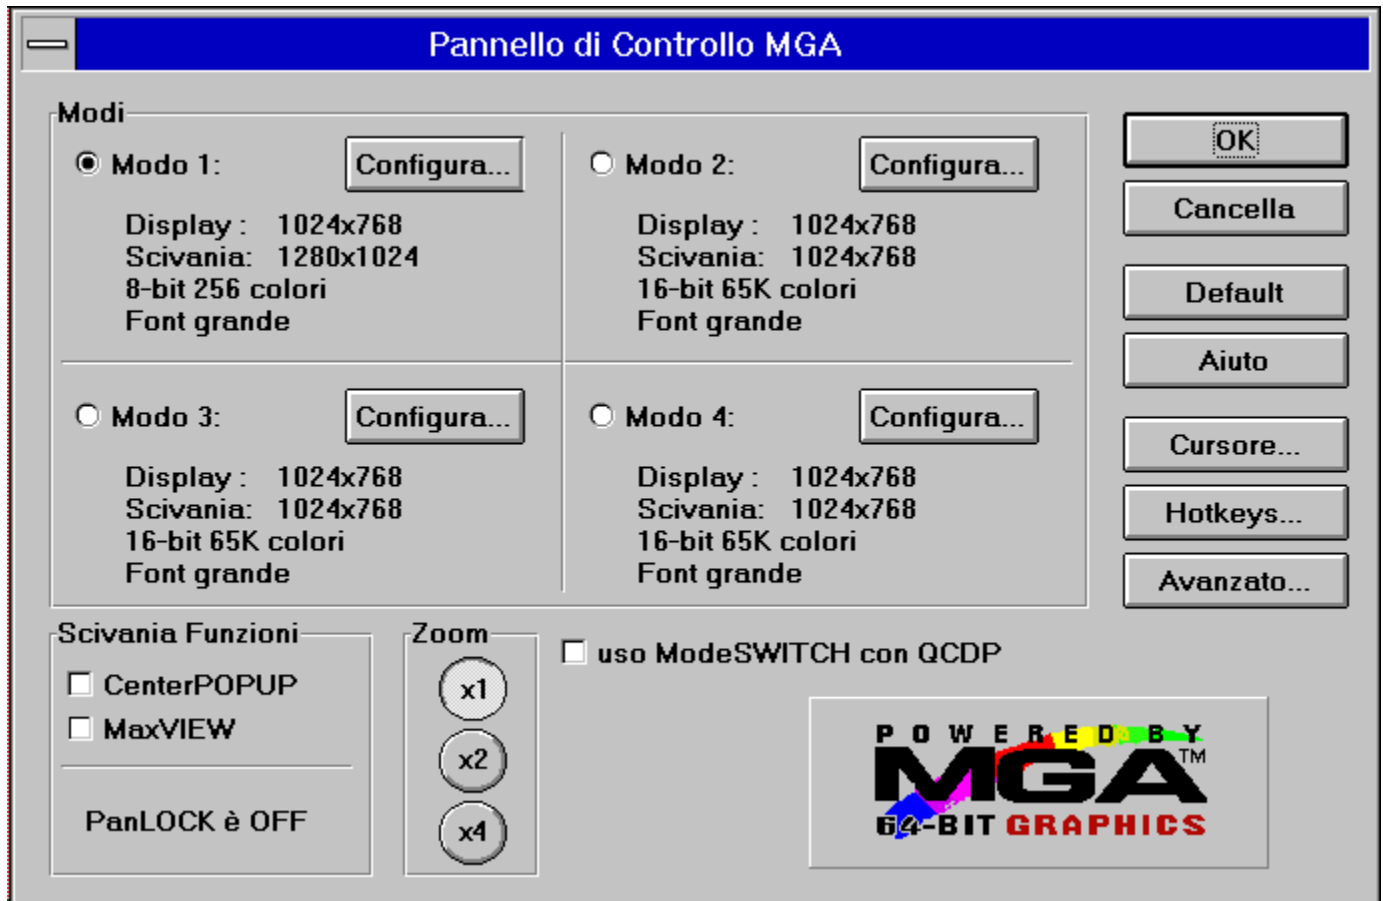 Pannello di Controllo MGA
Modi
Modo 1:
Configura...
Display : 1024x768
Scivania: 1280x1024
8-bit 256 colori
Font grande
Modo 2:
Configura...
Display : 1024x768
Scivania: 1024x768
16-bit 65K colori
Font grande
Modo 3:
Configura...
Display : 1024x768
Scivania: 1024x768
16-bit 65K colori
Font grande
Modo 4:
Configura...
Display : 1024x768
Scivania: 1024x768
16-bit 65K colori
Font grande
OK
Cancella
Default
Aiuto
Cursore...
Hotkeys...
Avanzato...
Scivania Funzioni
CenterPOPUP
MaxVIEW
PanLOCK è OFF
Zoom
x1
x2
x4
uso ModeSWITCH con QCDP
POWERED BY
MGA™
64-BIT GRAPHICS